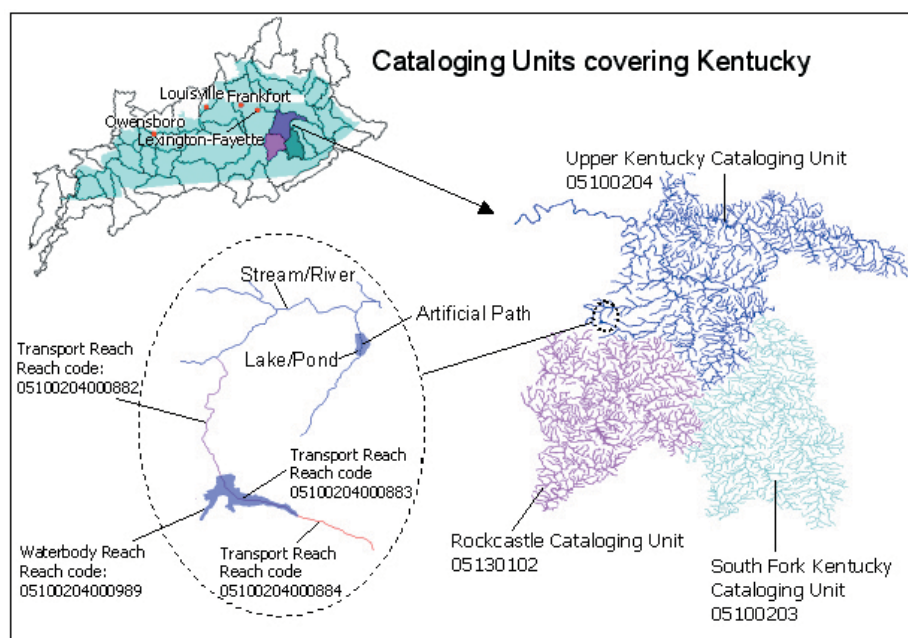 Cataloging Units covering Kentucky
Louisville
Frankfort
Owensboro
Lexington-Fayette
Upper Kentucky Cataloging Unit
05100204
Stream/River
Artificial Path
Lake/Pond
Transport Reach
Reach code:
05100204000882
Transport Reach
Reach code
05100204000883
Waterbody Reach
Reach code:
05100204000989
Transport Reach
Reach code
05100204000884
Rockcastle Cataloging Unit
05130102
South Fork Kentucky
Cataloging Unit
05100203